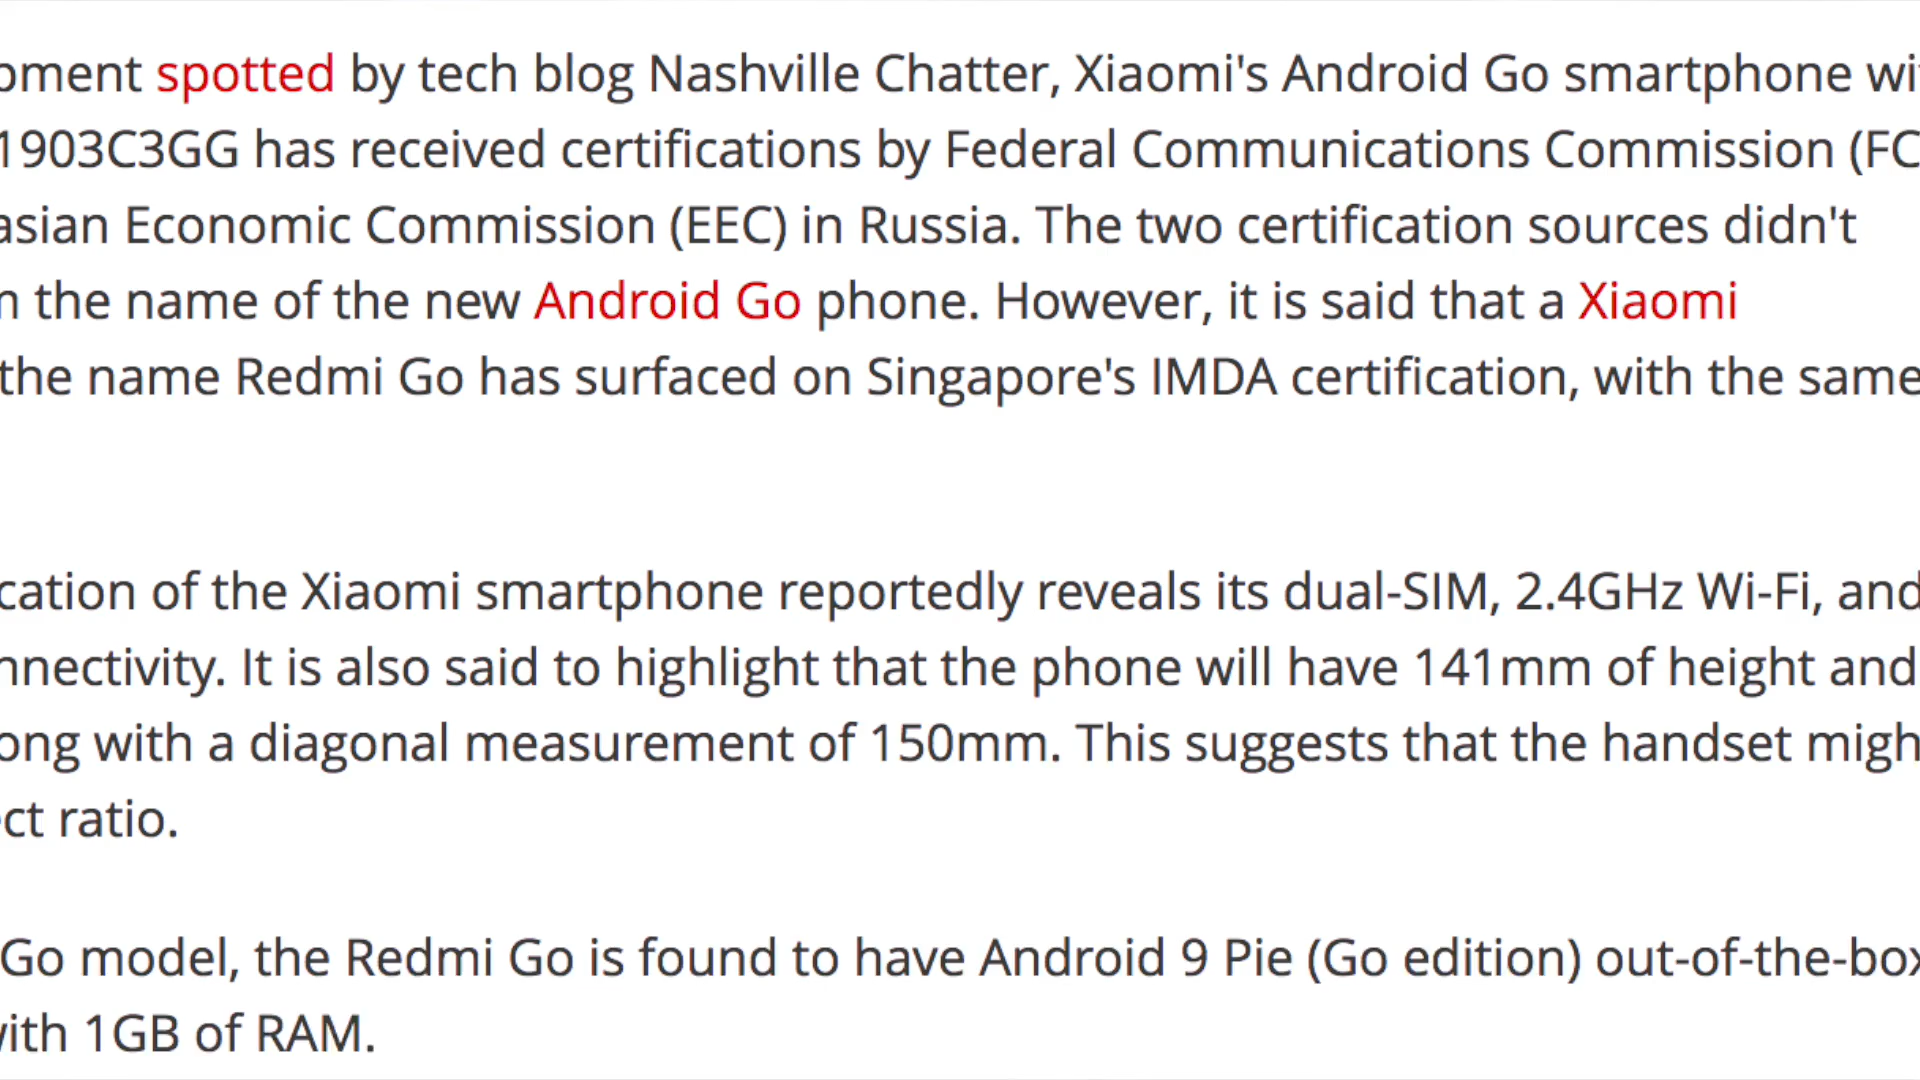 spotted by tech blog Nashville Chatter, Xiaomi's Android Go smartphone
1903C3GG has received certifications by Federal Communications Commission (FC
asian Economic Commission (EEC) in Russia. The two certification sources didn't
the name of the new Android Go phone. However, it is said that a Xiaomi
the name Redmi Go has surfaced on Singapore's IMDA certification, with the same
cation of the Xiaomi smartphone reportedly reveals its dual-SIM, 2.4GHz Wi-Fi, and
nnectivity. It is also said to highlight that the phone will have 141mm of height and
ong with a diagonal measurement of 150mm. This suggests that the handset migh
ct ratio.
Go model, the Redmi Go is found to have Android 9 Pie (Go edition) out-of-the-box
with 1GB of RAM.